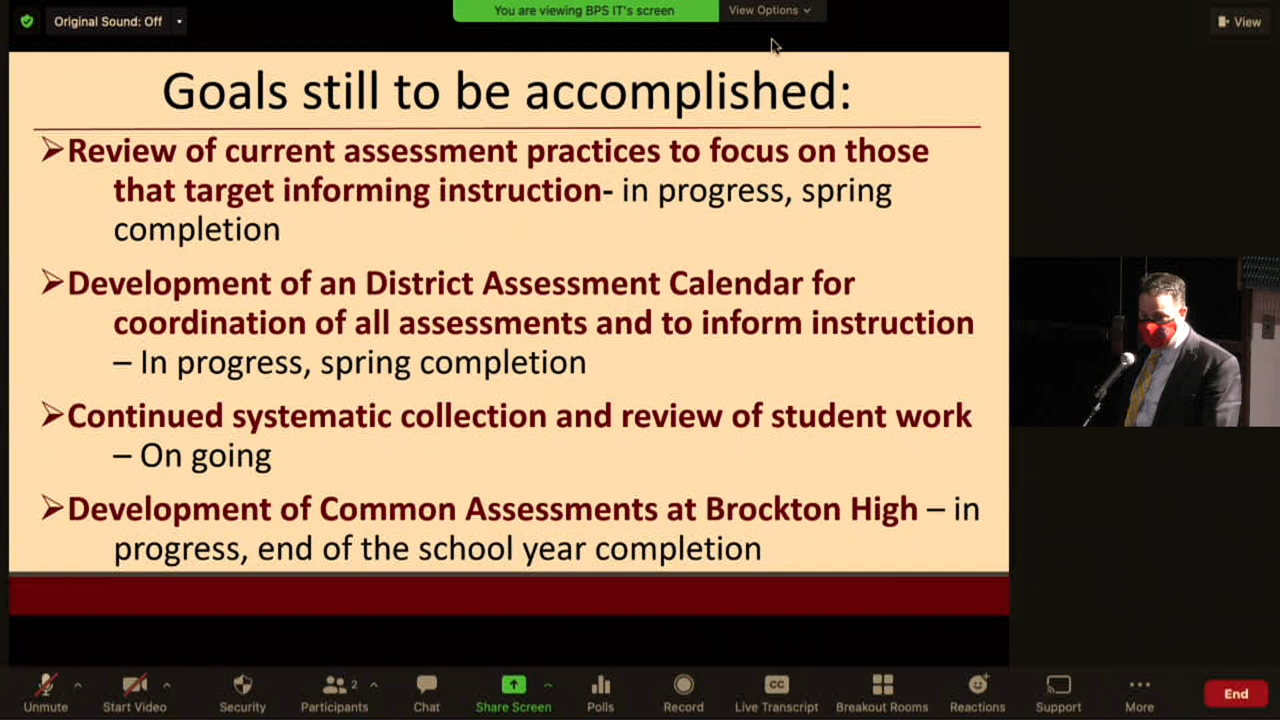 Original Sound: Off
You are viewing BPS IT's screen
View Options
View
Goals still to be accomplished:
➢Review of current assessment practices to focus on those
that target informing instruction- in progress, spring
completion
➢Development of an District Assessment Calendar for
coordination of all assessments and to inform instruction
– In progress, spring completion
➢Continued systematic collection and review of student work
– On going
➢Development of Common Assessments at Brockton High – in
progress, end of the school year completion
Unmute
Start Video
Security
2
Participants
Chat
Share Screen
Polls
Record
CC
Live Transcript
Breakout Rooms
Reactions
Support
More
End